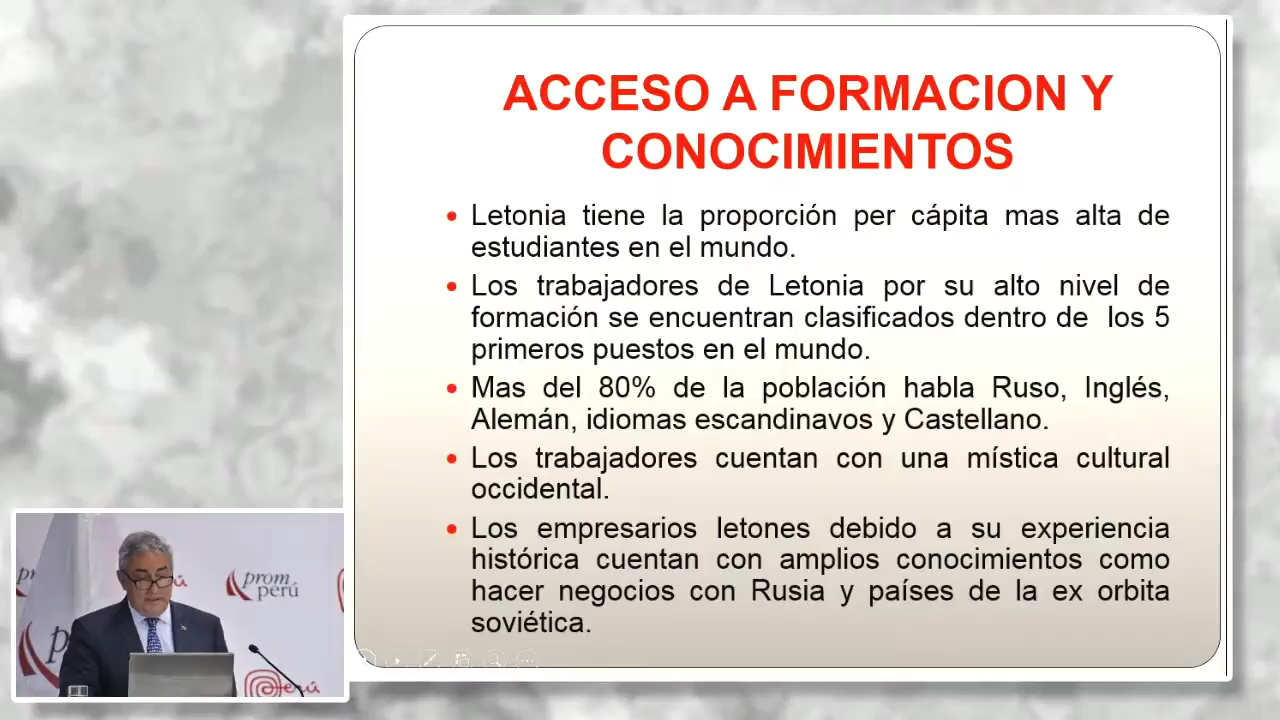 ACCESO A FORMACION Y
CONOCIMIENTOS
• Letonia tiene la proporción per cápita mas alta de
estudiantes en el mundo.
• Los trabajadores de Letonia por su alto nivel de
formación se encuentran clasificados dentro de los 5
primeros puestos en el mundo.
• Mas del 80% de la población habla Ruso, Inglés,
Alemán, idiomas escandinavos y Castellano.
• Los trabajadores cuentan con una mística cultural
occidental.
• Los empresarios letones debido a su experiencia
histórica cuentan con amplios conocimientos como
hacer negocios con Rusia y países de la ex orbita
soviética.
prom
perú
Perú